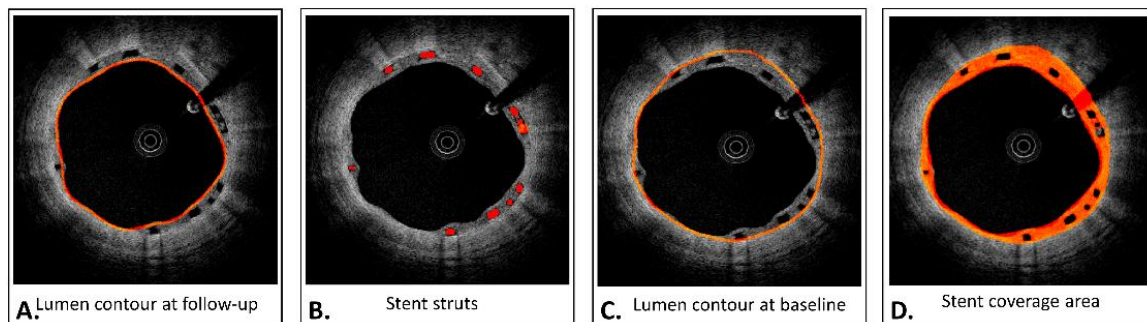 A. Lumen contour at follow-up
B. Stent struts
C. Lumen contour at baseline
D. Stent coverage area